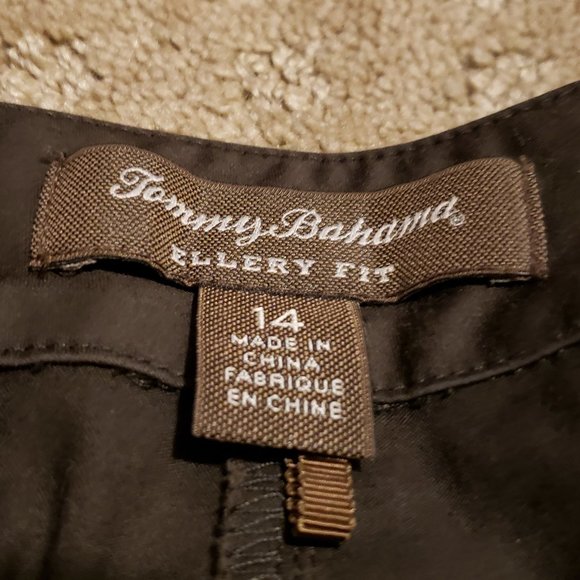 Tommy Bahama®
ELLERY FIT
14
MADE IN
CHINA
FABRIQUE
EN CHINE